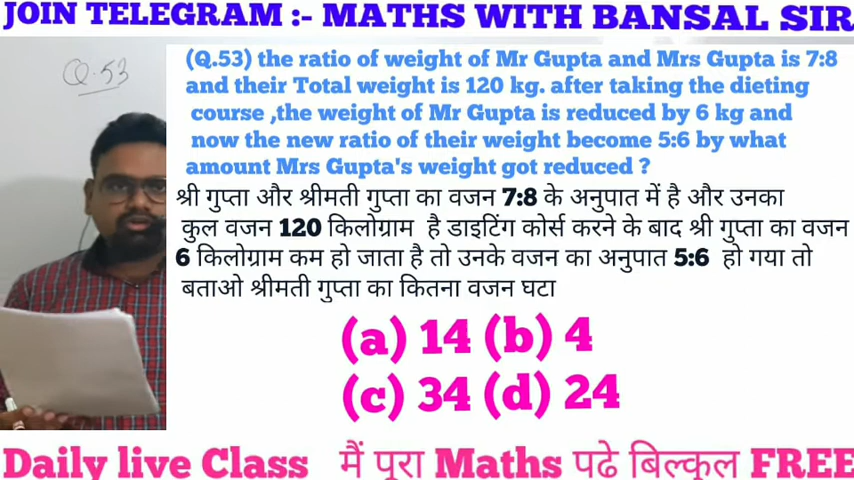 JOIN TELEGRAM :- MATHS WITH BANSAL SIR
Q.53
(Q.53) the ratio of weight of Mr Gupta and Mrs Gupta is 7:8
and their Total weight is 120 kg. after taking the dieting
course ,the weight of Mr Gupta is reduced by 6 kg and
now the new ratio of their weight become 5:6 by what
amount Mrs Gupta's weight got reduced ?
श्री गुप्ता और श्रीमती गुप्ता का वजन 7:8 के अनुपात में है और उनका
कुल वजन 120 किलोग्राम है डाइटिंग कोर्स करने के बाद श्री गुप्ता का वजन
6 किलोग्राम कम हो जाता है तो उनके वजन का अनुपात 5:6 हो गया तो
बताओ श्रीमती गुप्ता का कितना वजन घटा
(a) 14 (b) 4
(c) 34 (d) 24
Daily live Class मैं पूरा Maths पढे बिल्कुल FREE